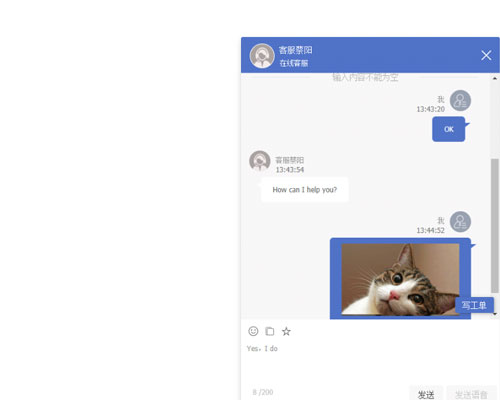 客服蔡阳
在线客服
输入内容不能为空
我
13:43:20
OK
客服蔡阳
13:43:54
How can I help you?
我
13:44:52
写工单
Yes, I do
8 /200
发送
发送语音